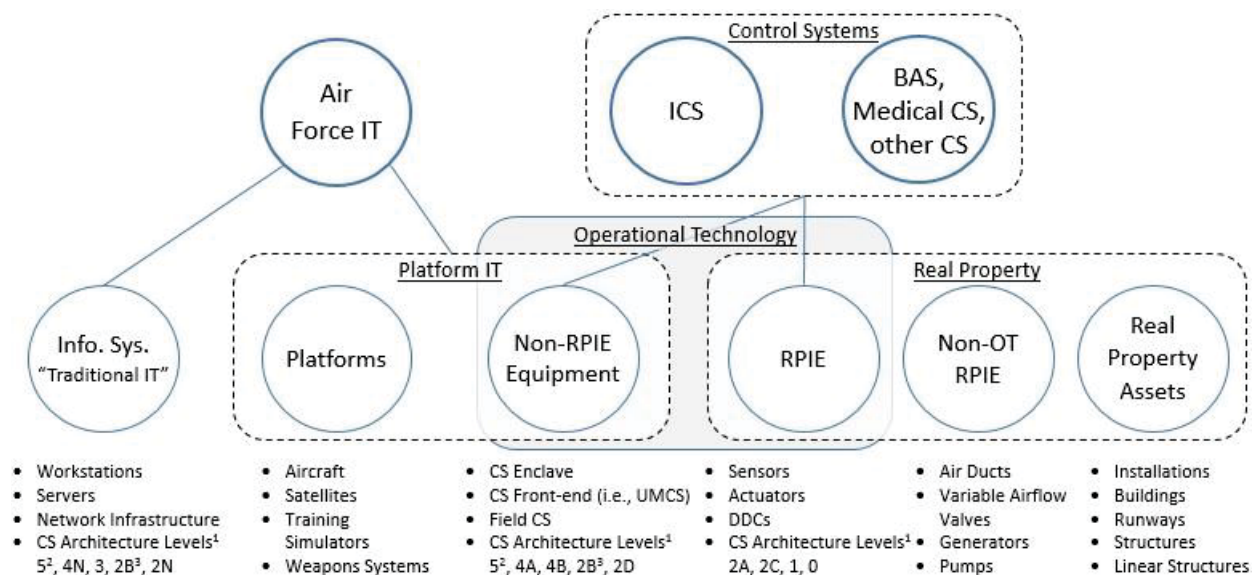 Control Systems
Air
Force IT
ICS
BAS,
Medical CS,
other CS
Operational Technology
Platform IT
Real Property
Info. Sys.
“Traditional IT”
Platforms
Non-RPIE
Equipment
RPIE
Non-OT
RPIE
Real
Property
Assets
• Workstations
• Servers
• Network Infrastructure
• CS Architecture Levels¹
5², 4N, 3, 2B³, 2N
• Aircraft
• Satellites
• Training
Simulators
• Weapons Systems
• CS Enclave
• CS Front-end (i.e., UMCS)
• Field CS
• CS Architecture Levels¹
5², 4A, 4B, 2B³, 2D
• Sensors
• Actuators
• DDCs
• CS Architecture Levels¹
2A, 2C, 1, 0
• Air Ducts
• Variable Airflow
Valves
• Generators
• Pumps
• Installations
• Buildings
• Runways
• Structures
• Linear Structures